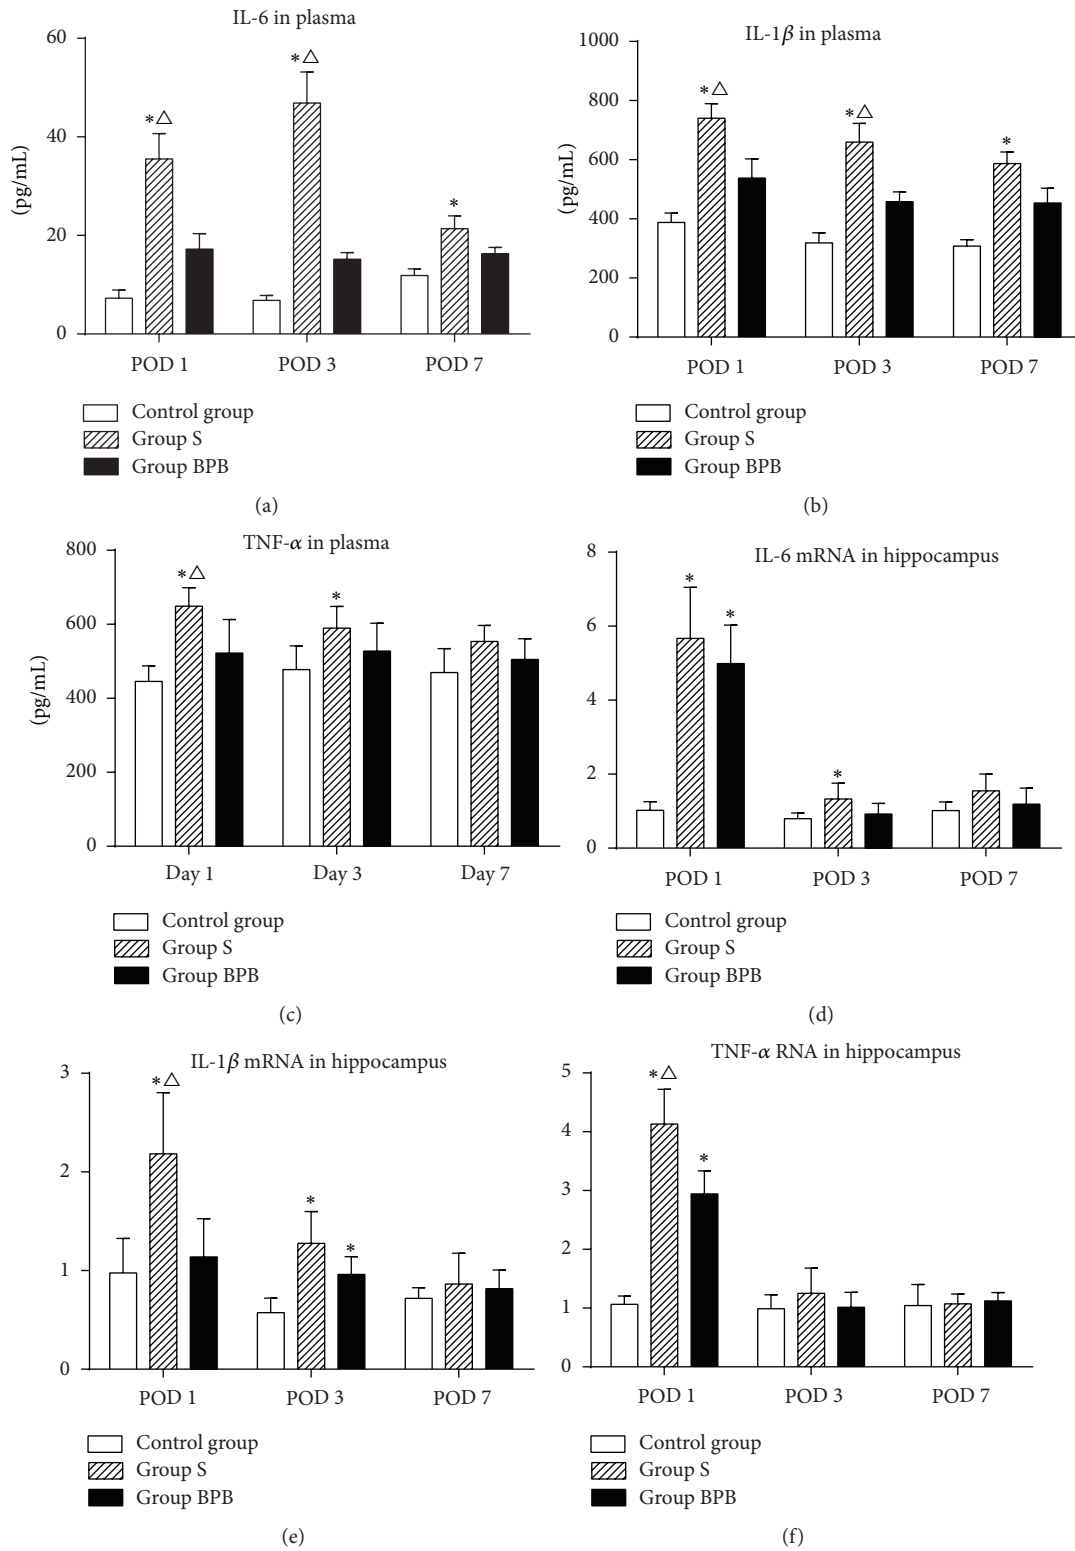 IL-6 in plasma
60
40
20
0
(pg/mL)
*△
*△
*
POD 1 POD 3 POD 7
Control group
Group S
Group BPB
(a)
IL-1β in plasma
1000
800
600
400
200
0
(pg/mL)
*△
*△
*
POD 1 POD 3 POD 7
Control group
Group S
Group BPB
(b)
TNF-α in plasma
800
600
400
200
0
(pg/mL)
*△
*
Day 1 Day 3 Day 7
Control group
Group S
Group BPB
(c)
IL-6 mRNA in hippocampus
8
6
4
2
0
*
*
*
POD 1 POD 3 POD 7
Control group
Group S
Group BPB
(d)
IL-1β mRNA in hippocampus
3
2
1
0
*△
*
*
POD 1 POD 3 POD 7
Control group
Group S
Group BPB
(e)
TNF-α RNA in hippocampus
5
4
3
2
1
0
*△
*
POD 1 POD 3 POD 7
Control group
Group S
Group BPB
(f)